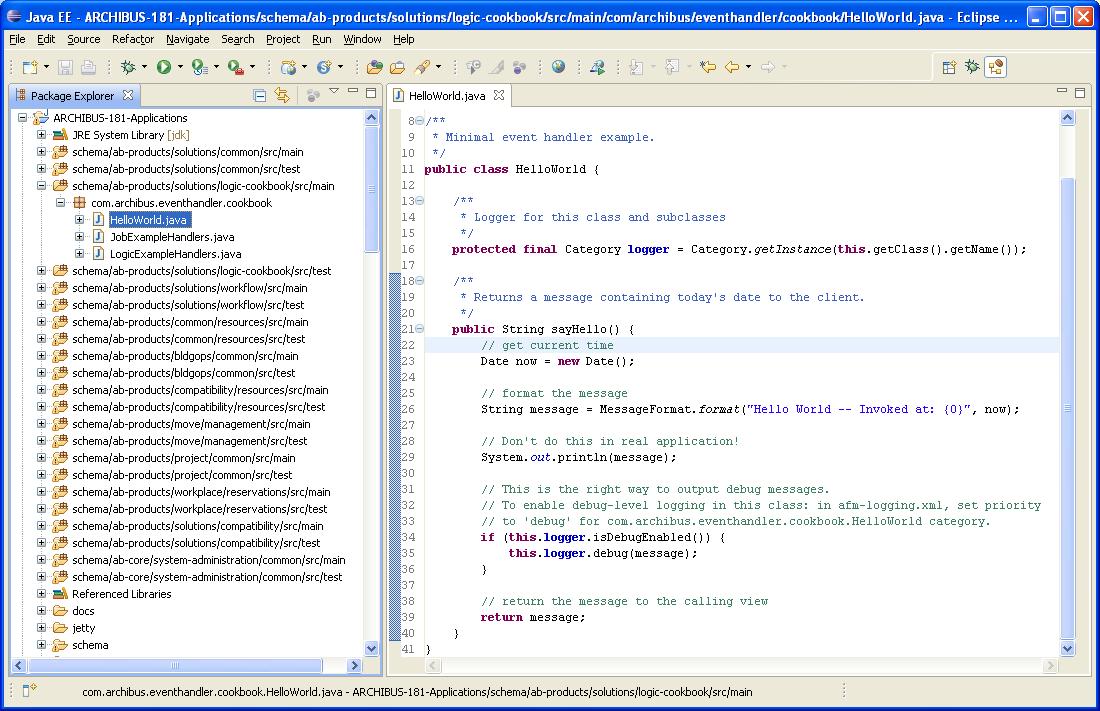 Java EE - ARCHIBUS-181-Applications/schema/ab-products/solutions/logic-cookbook/src/main/com/archibus/eventhandler/cookbook/HelloWorld.java - Eclipse ...
File Edit Source Refactor Navigate Search Project Run Window Help
Package Explorer
ARCHIBUS-181-Applications
JRE System Library [jdk]
schema/ab-products/solutions/common/src/main
schema/ab-products/solutions/common/src/test
schema/ab-products/solutions/logic-cookbook/src/main
com.archibus.eventhandler.cookbook
HelloWorld.java
JobExampleHandlers.java
LogicExampleHandlers.java
schema/ab-products/solutions/logic-cookbook/src/test
schema/ab-products/solutions/workflow/src/main
schema/ab-products/solutions/workflow/src/test
schema/ab-products/common/resources/src/main
schema/ab-products/common/resources/src/test
schema/ab-products/bldgops/common/src/main
schema/ab-products/bldgops/common/src/test
schema/ab-products/compatibility/resources/src/main
schema/ab-products/compatibility/resources/src/test
schema/ab-products/move/management/src/main
schema/ab-products/move/management/src/test
schema/ab-products/project/common/src/main
schema/ab-products/project/common/src/test
schema/ab-products/workplace/reservations/src/main
schema/ab-products/workplace/reservations/src/test
schema/ab-products/solutions/compatibility/src/main
schema/ab-products/solutions/compatibility/src/test
schema/ab-core/system-administration/common/src/main
schema/ab-core/system-administration/common/src/test
Referenced Libraries
docs
jetty
schema
HelloWorld.java
8 /**
9 * Minimal event handler example.
10 */
11 public class HelloWorld {
12
13 /**
14 * Logger for this class and subclasses
15 */
16 protected final Category logger = Category.getInstance(this.getClass().getName());
17
18 /**
19 * Returns a message containing today's date to the client.
20 */
21 public String sayHello() {
22 // get current time
23 Date now = new Date();
24
25 // format the message
26 String message = MessageFormat.format("Hello World -- Invoked at: {0}", now);
27
28 // Don't do this in real application!
29 System.out.println(message);
30
31 // This is the right way to output debug messages.
32 // To enable debug-level logging in this class: in afm-logging.xml, set priority
33 // to 'debug' for com.archibus.eventhandler.cookbook.HelloWorld category.
34 if (this.logger.isDebugEnabled()) {
35 this.logger.debug(message);
36 }
37
38 // return the message to the calling view
39 return message;
40 }
41 }
com.archibus.eventhandler.cookbook.HelloWorld.java - ARCHIBUS-181-Applications/schema/ab-products/solutions/logic-cookbook/src/main